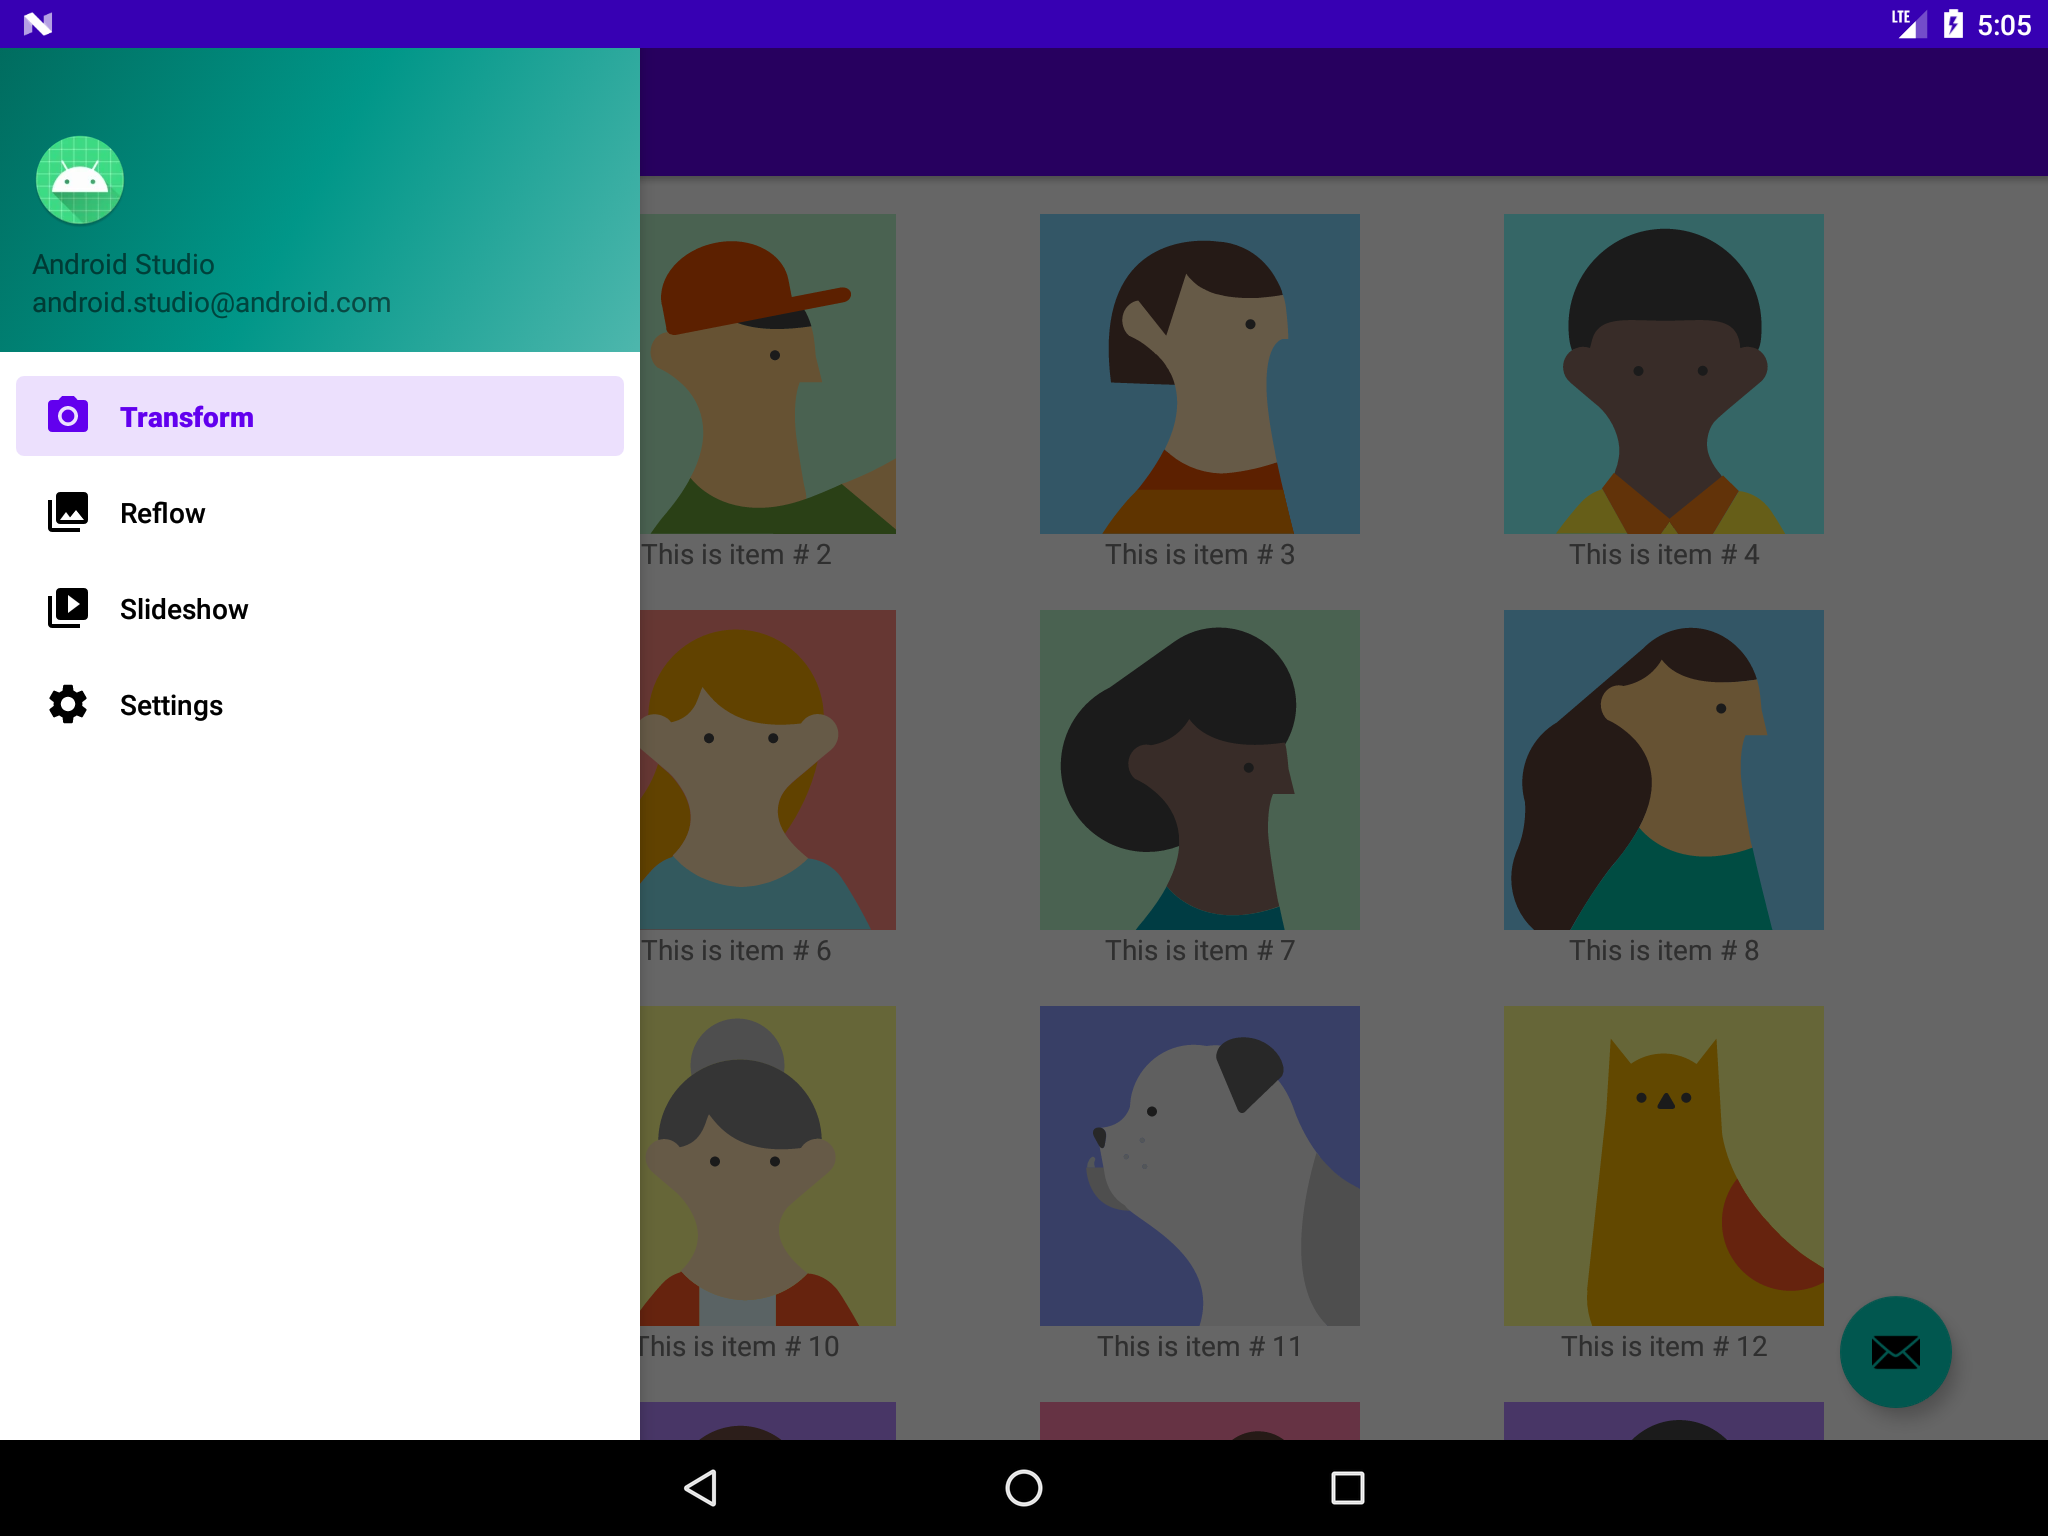 LTE 5:05
Android Studio
android.studio@android.com
Transform
Reflow
Slideshow
Settings
This is item # 2
This is item # 3
This is item # 4
This is item # 6
This is item # 7
This is item # 8
This is item # 10
This is item # 11
This is item # 12